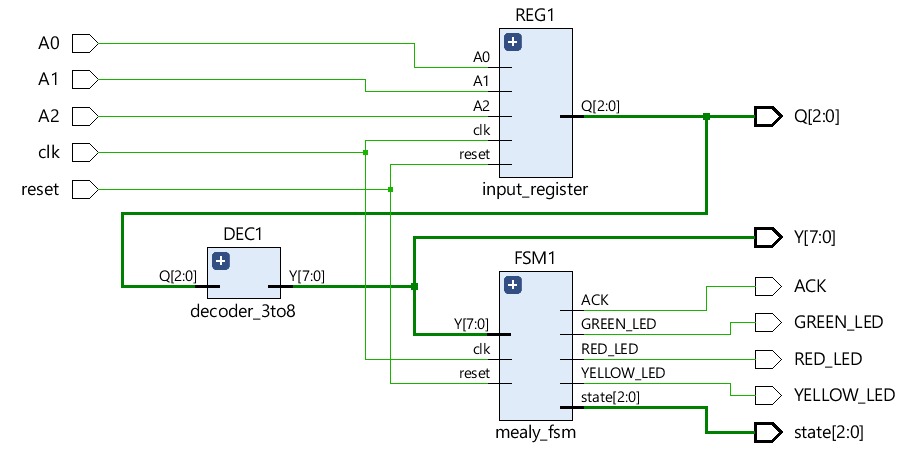 REG1
A0
A1
A2
clk
reset
A0
A1
A2
clk
reset
Q[2:0]
input_register
Q[2:0]
Y[7:0]
DEC1
Q[2:0]
Y[7:0]
decoder_3to8
FSM1
Y[7:0]
clk
reset
ACK
GREEN_LED
RED_LED
YELLOW_LED
state[2:0]
mealy_fsm
ACK
GREEN_LED
RED_LED
YELLOW_LED
state[2:0]